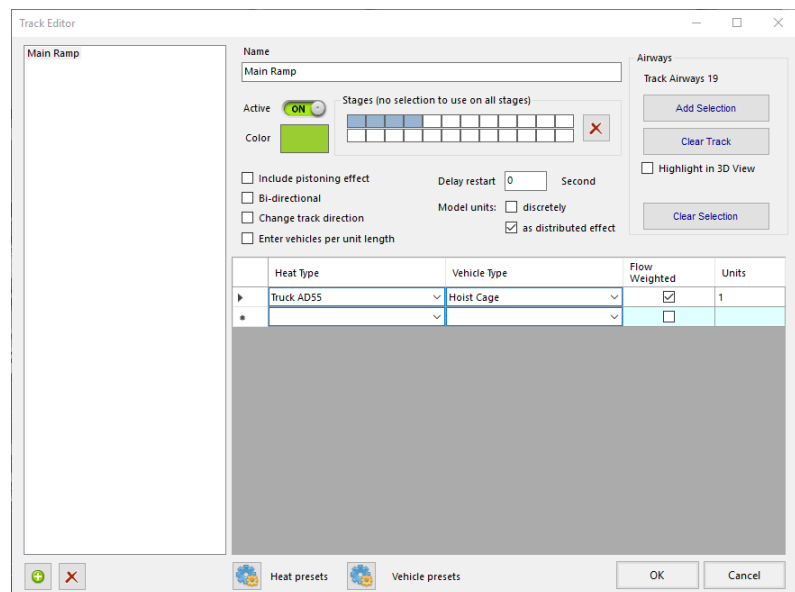 Track Editor
Main Ramp
Name
Main Ramp
Active ON
Color
Stages (no selection to use on all stages)
Airways
Track Airways 19
Add Selection
Clear Track
Highlight in 3D View
Clear Selection
Include pistoning effect
Bi-directional
Change track direction
Enter vehicles per unit length
Delay restart 0 Second
Model units: discretely
as distributed effect
Heat Type Vehicle Type Flow Weighted Units
Truck AD55 Hoist Cage 1
Heat presets Vehicle presets OK Cancel